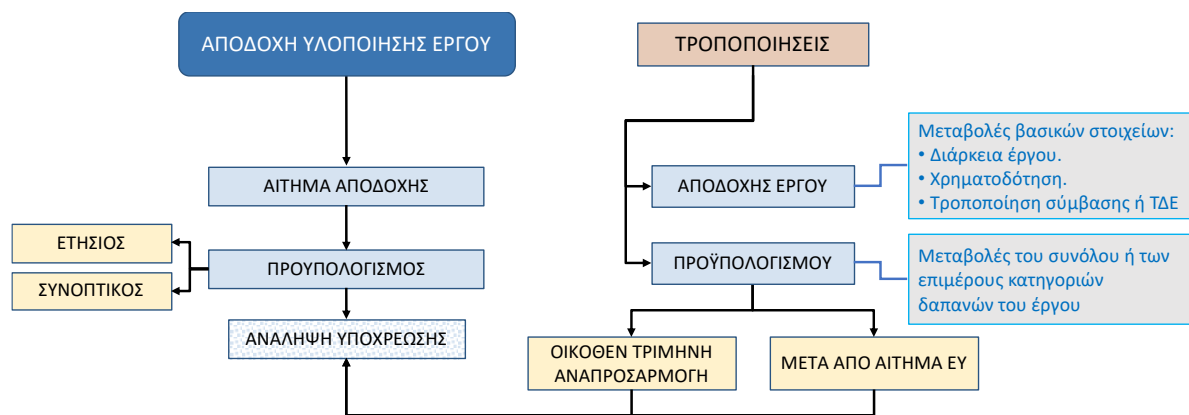 ΑΠΟΔΟΧΗ ΥΛΟΠΟΙΗΣΗΣ ΕΡΓΟΥ
ΑΙΤΗΜΑ ΑΠΟΔΟΧΗΣ
ΕΤΗΣΙΟΣ
ΣΥΝΟΠΤΙΚΟΣ
ΠΡΟΥΠΟΛΟΓΙΣΜΟΣ
ΑΝΑΛΗΨΗ ΥΠΟΧΡΕΩΣΗΣ
ΤΡΟΠΟΠΟΙΗΣΕΙΣ
ΑΠΟΔΟΧΗΣ ΕΡΓΟΥ
Μεταβολές βασικών στοιχείων:
• Διάρκεια έργου.
• Χρηματοδότηση.
• Τροποποίηση σύμβασης ή ΤΔΕ
ΠΡΟΫΠΟΛΟΓΙΣΜΟΥ
Μεταβολές του συνόλου ή των
επιμέρους κατηγοριών
δαπανών του έργου
ΟΙΚΟΘΕΝ ΤΡΙΜΗΝΗ
ΑΝΑΠΡΟΣΑΡΜΟΓΗ
ΜΕΤΑ ΑΠΟ ΑΙΤΗΜΑ ΕΥ